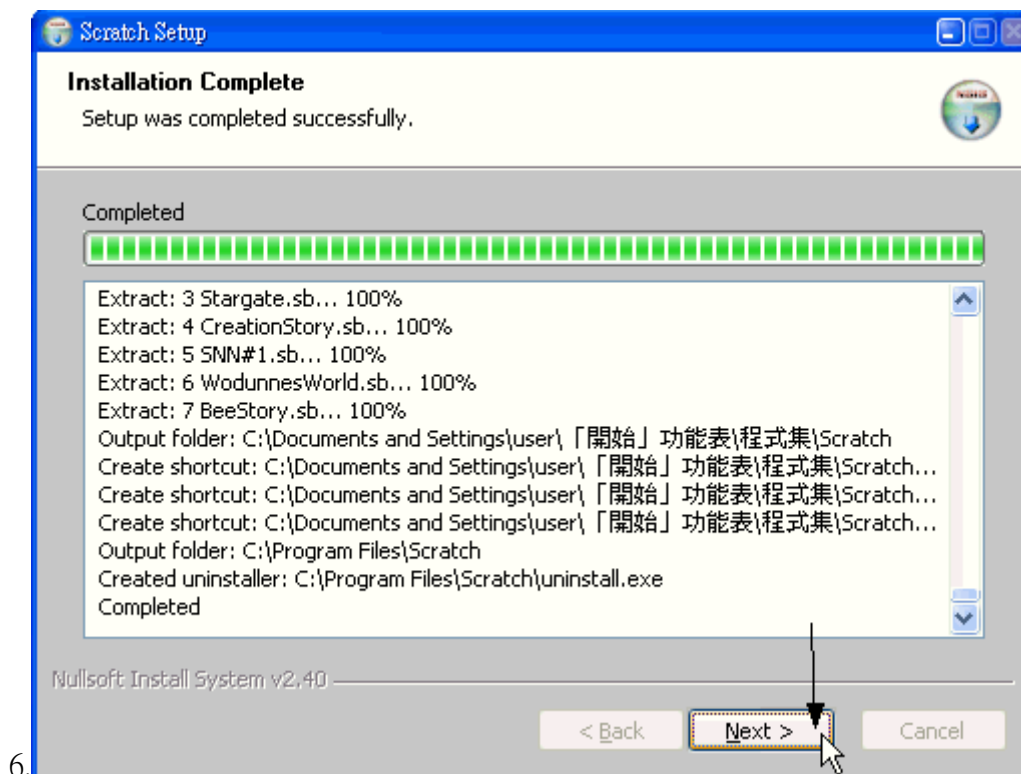 Scratch Setup
Installation Complete
Setup was completed successfully.
Completed
Extract: 3 Stargate.sb... 100%
Extract: 4 CreationStory.sb... 100%
Extract: 5 SNN#1.sb... 100%
Extract: 6 WodunnesWorld.sb... 100%
Extract: 7 BeeStory.sb... 100%
Output folder: C:\Documents and Settings\user\「開始」功能表\程式集\Scratch
Create shortcut: C:\Documents and Settings\user\「開始」功能表\程式集\Scratch...
Create shortcut: C:\Documents and Settings\user\「開始」功能表\程式集\Scratch...
Create shortcut: C:\Documents and Settings\user\「開始」功能表\程式集\Scratch...
Output folder: C:\Program Files\Scratch
Created uninstaller: C:\Program Files\Scratch\uninstall.exe
Completed
Nullsoft Install System v2.40
< Back Next > Cancel
6.